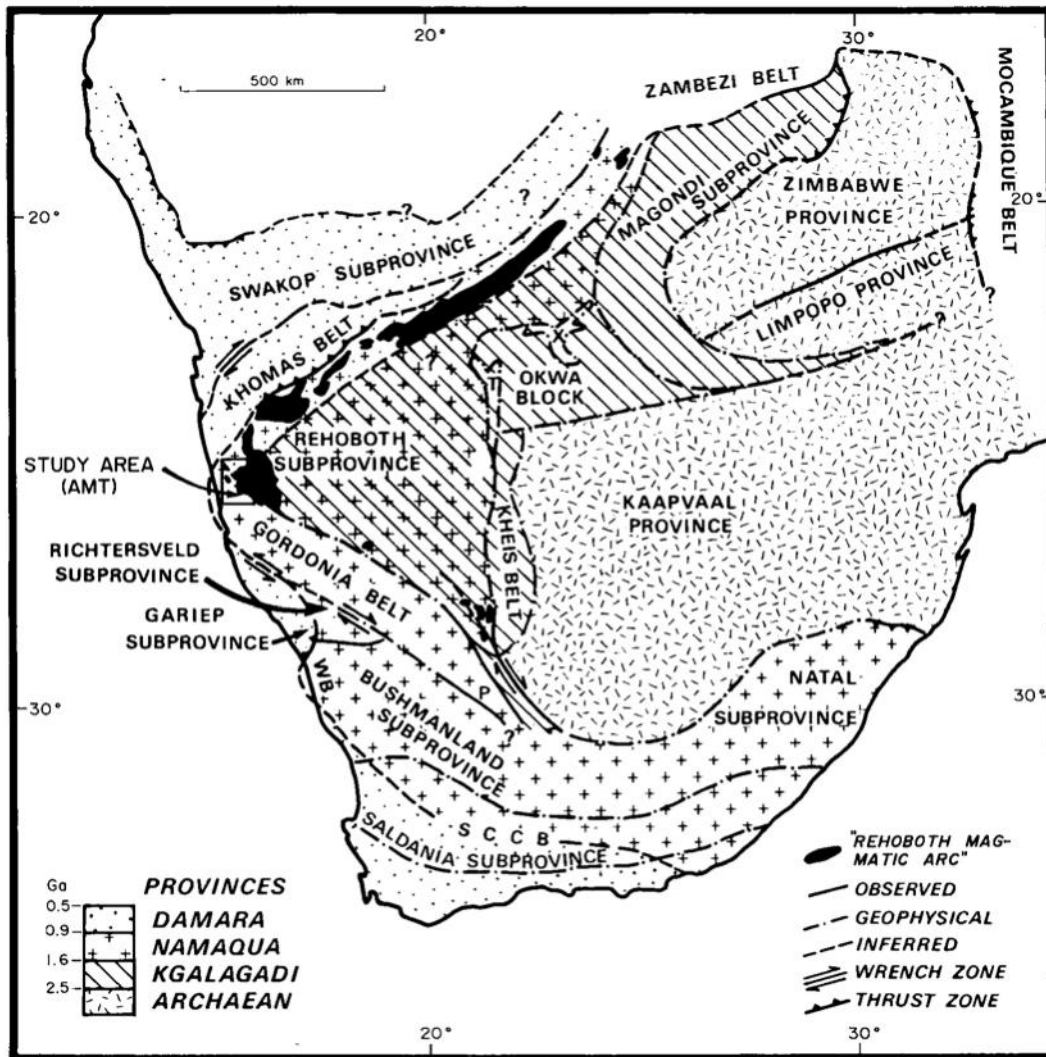 20°
30°
500 km
ZAMBEZI BELT
MOCAMBIQUE BELT
MAGONDI
SUBPROVINCE
ZIMBABWE
PROVINCE
20°
20°
?
?
SWAKOP SUBPROVINCE
LIMPOPO PROVINCE
?
?
KHOMAS BELT
?
OKWA
BLOCK
REHOBOTH
SUBPROVINCE
STUDY AREA
(AMT)
KAAPVAAL
PROVINCE
KHEIS BELT
GORDONIA BELT
RICHTERSVELD
SUBPROVINCE
GARIEP
SUBPROVINCE
WB
P
?
BUSHMANLAND
SUBPROVINCE
NATAL
SUBPROVINCE
30°
30°
S C C B
SALDANIA SUBPROVINCE
Ga
PROVINCES
0.5
DAMARA
0.9
NAMAQUA
1.6
KGALAGADI
2.5
ARCHAEAN
"REHOBOTH MAG-
MATIC ARC"
OBSERVED
GEOPHYSICAL
INFERRED
WRENCH ZONE
THRUST ZONE
20°
30°